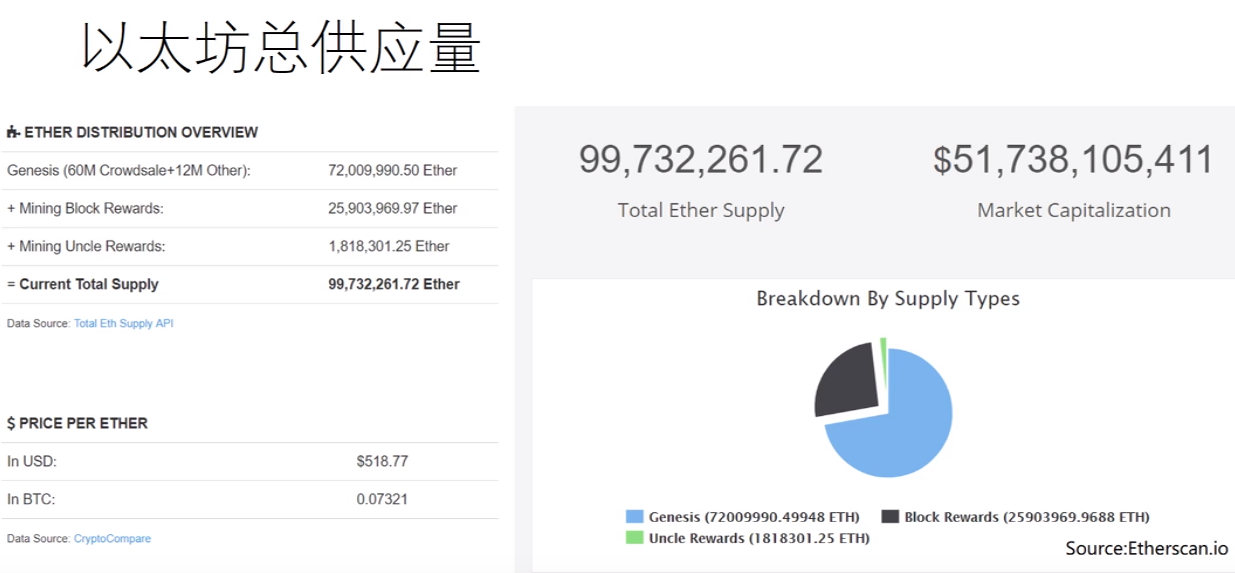 以太坊总供应量
ETHER DISTRIBUTION OVERVIEW
Genesis (60M Crowdsale+12M Other): 72,009,990.50 Ether
+ Mining Block Rewards: 25,903,969.97 Ether
+ Mining Uncle Rewards: 1,818,301.25 Ether
= Current Total Supply 99,732,261.72 Ether
Data Source: Total Eth Supply API
$ PRICE PER ETHER
In USD: $518.77
In BTC: 0.07321
Data Source: CryptoCompare
99,732,261.72 $51,738,105,411
Total Ether Supply Market Capitalization
Breakdown By Supply Types
Genesis (72009990.49948 ETH) Block Rewards (25903969.9688 ETH)
Uncle Rewards (1818301.25 ETH)
Source:Etherscan.io